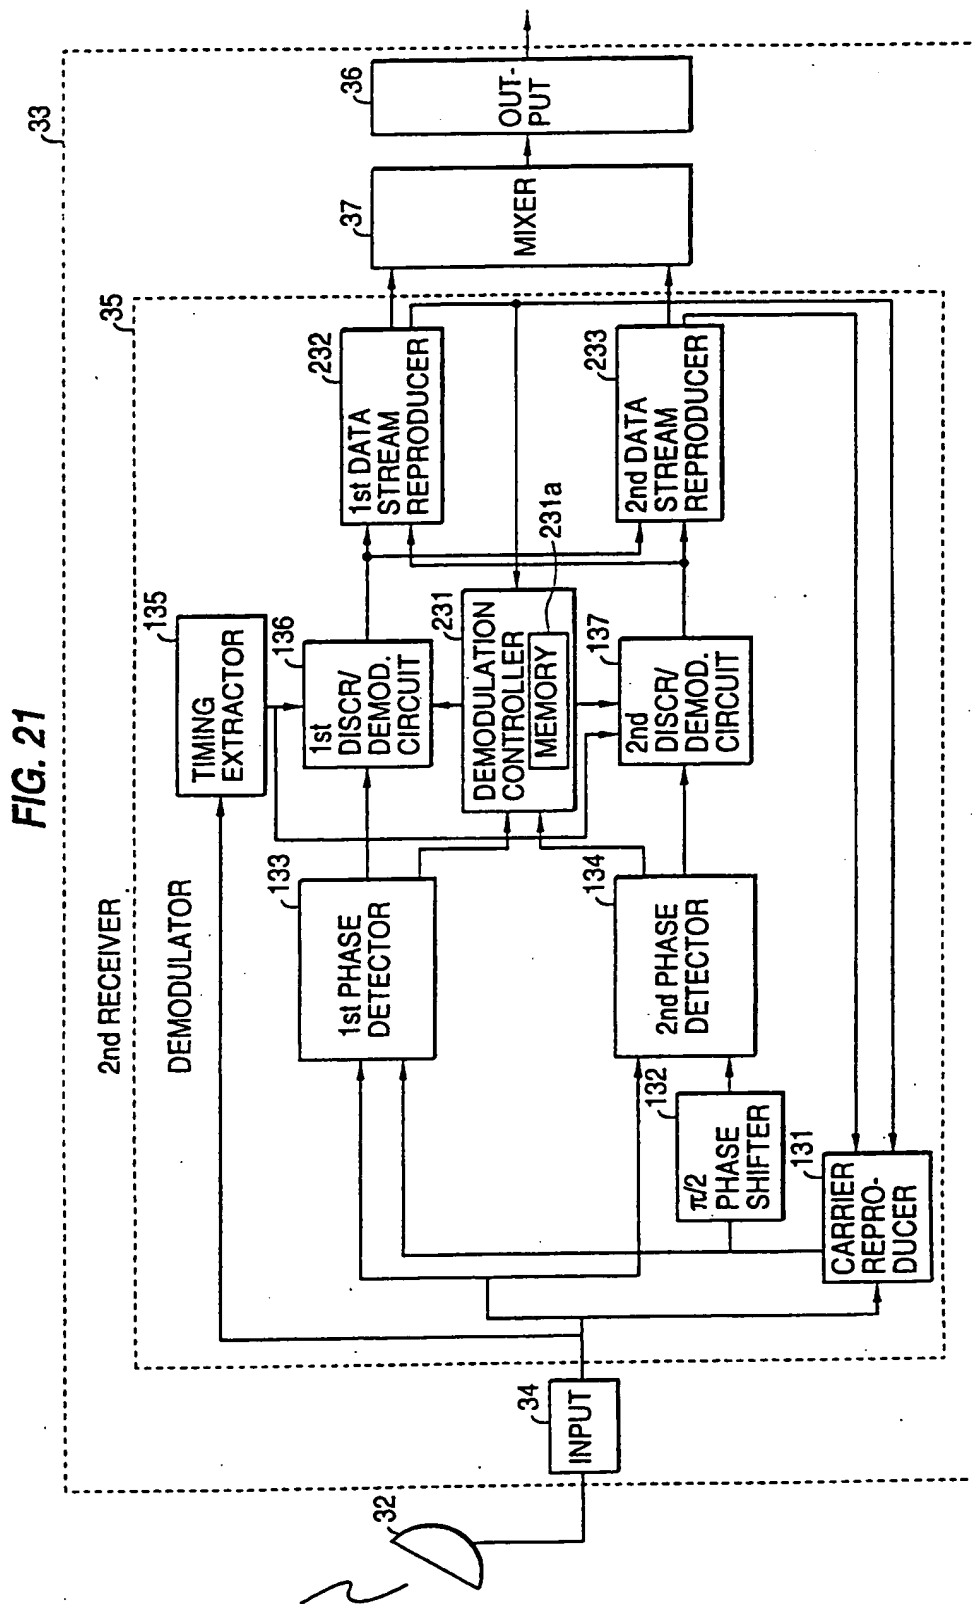 FIG. 21
33
2nd RECEIVER
35
DEMODULATOR
32
34
INPUT
135
TIMING
EXTRACTOR
133
1st PHASE
DETECTOR
136
1st
DISCR/
DEMOD.
CIRCUIT
232
1st DATA
STREAM
REPRODUCER
37
MIXER
36
OUT-
PUT
231
DEMODULATION
CONTROLLER
MEMORY
231a
134
2nd PHASE
DETECTOR
137
2nd
DISCR/
DEMOD.
CIRCUIT
233
2nd DATA
STREAM
REPRODUCER
132
π/2
PHASE
SHIFTER
131
CARRIER
REPRO-
DUCER